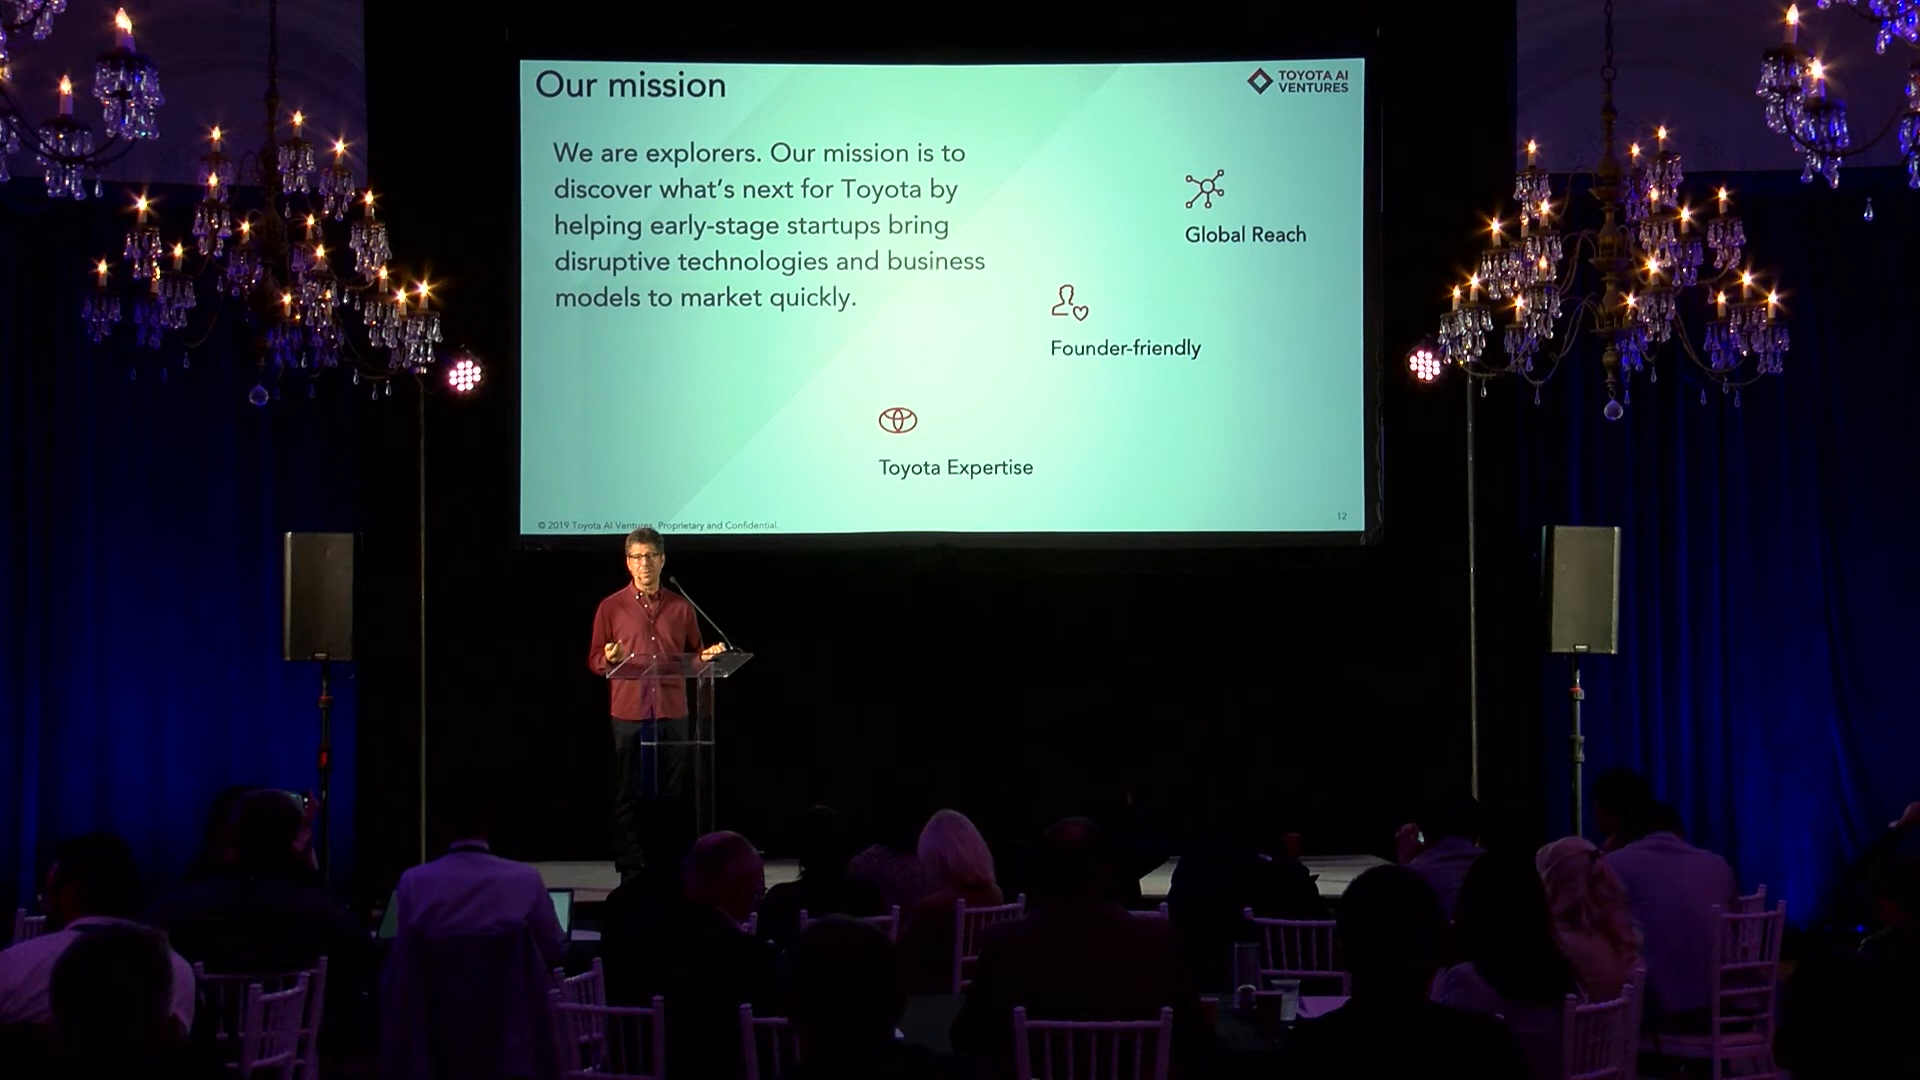 Our mission
TOYOTA AI
VENTURES
We are explorers. Our mission is to
discover what's next for Toyota by
helping early-stage startups bring
disruptive technologies and business
models to market quickly.
Global Reach
Founder-friendly
Toyota Expertise
© 2019 Toyota AI Ventures. Proprietary and Confidential.
12